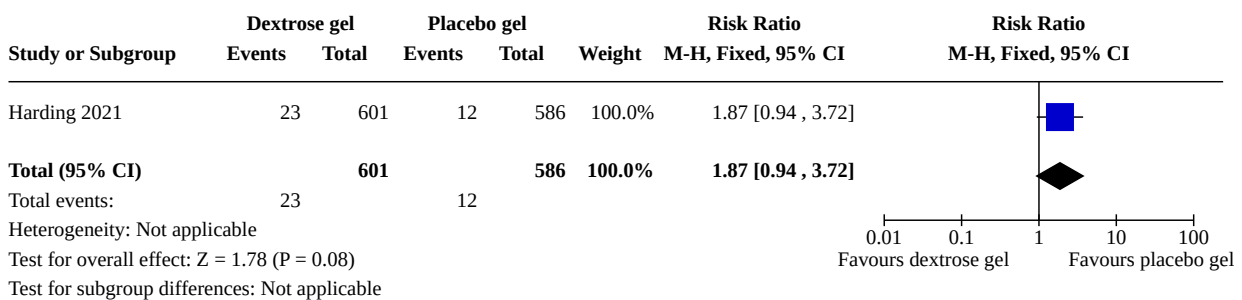 Dextrose gel Placebo gel Risk Ratio Risk Ratio
Study or Subgroup Events Total Events Total Weight M-H, Fixed, 95% CI M-H, Fixed, 95% CI
Harding 2021 23 601 12 586 100.0% 1.87 [0.94 , 3.72]
Total (95% CI) 601 586 100.0% 1.87 [0.94 , 3.72]
Total events: 23 12
Heterogeneity: Not applicable
0.01 0.1 1 10 100
Test for overall effect: Z = 1.78 (P = 0.08) Favours dextrose gel Favours placebo gel
Test for subgroup differences: Not applicable